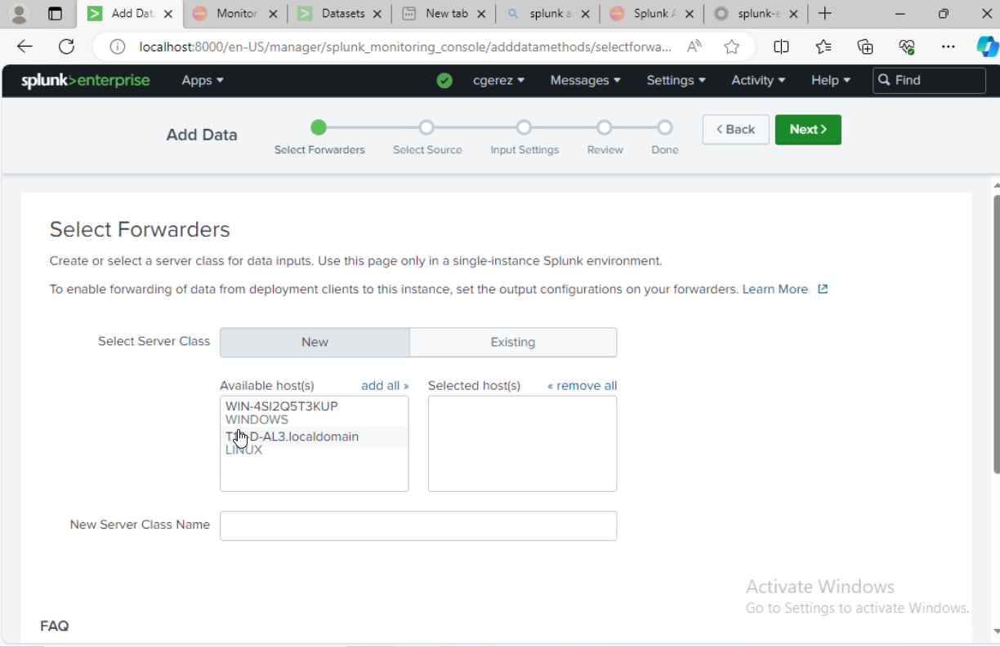 Add Dat
Monitor
Datasets
New tab
splunk a
Splunk A
splunk-e
localhost:8000/en-US/manager/splunk_monitoring_console/adddatamethods/selectforwa...
splunk>enterprise Apps cgerez Messages Settings Activity Help Find
Add Data
Select Forwarders
Select Source
Input Settings
Review
Done
< Back
Next >
Select Forwarders
Create or select a server class for data inputs. Use this page only in a single-instance Splunk environment.
To enable forwarding of data from deployment clients to this instance, set the output configurations on your forwarders. Learn More
Select Server Class New Existing
Available host(s) add all » Selected host(s) « remove all
WIN-4SI2Q5T3KUP
WINDOWS
LINUX
New Server Class Name
Activate Windows
Go to Settings to activate Windows.
FAQ